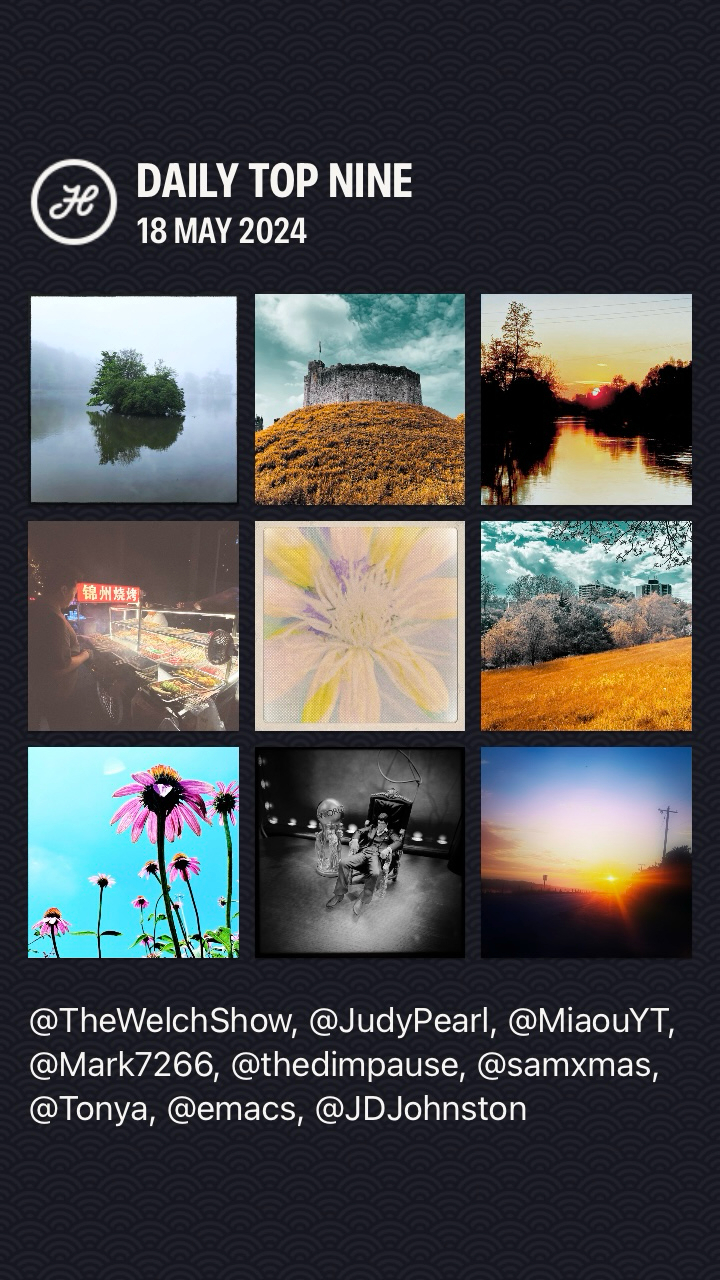 H
DAILY TOP NINE
18 MAY 2024
锦州烧烤
@TheWelchShow, @JudyPearl, @MiaouYT,
@Mark7266, @thedimpause, @samxmas,
@Tonya, @emacs, @JDJohnston